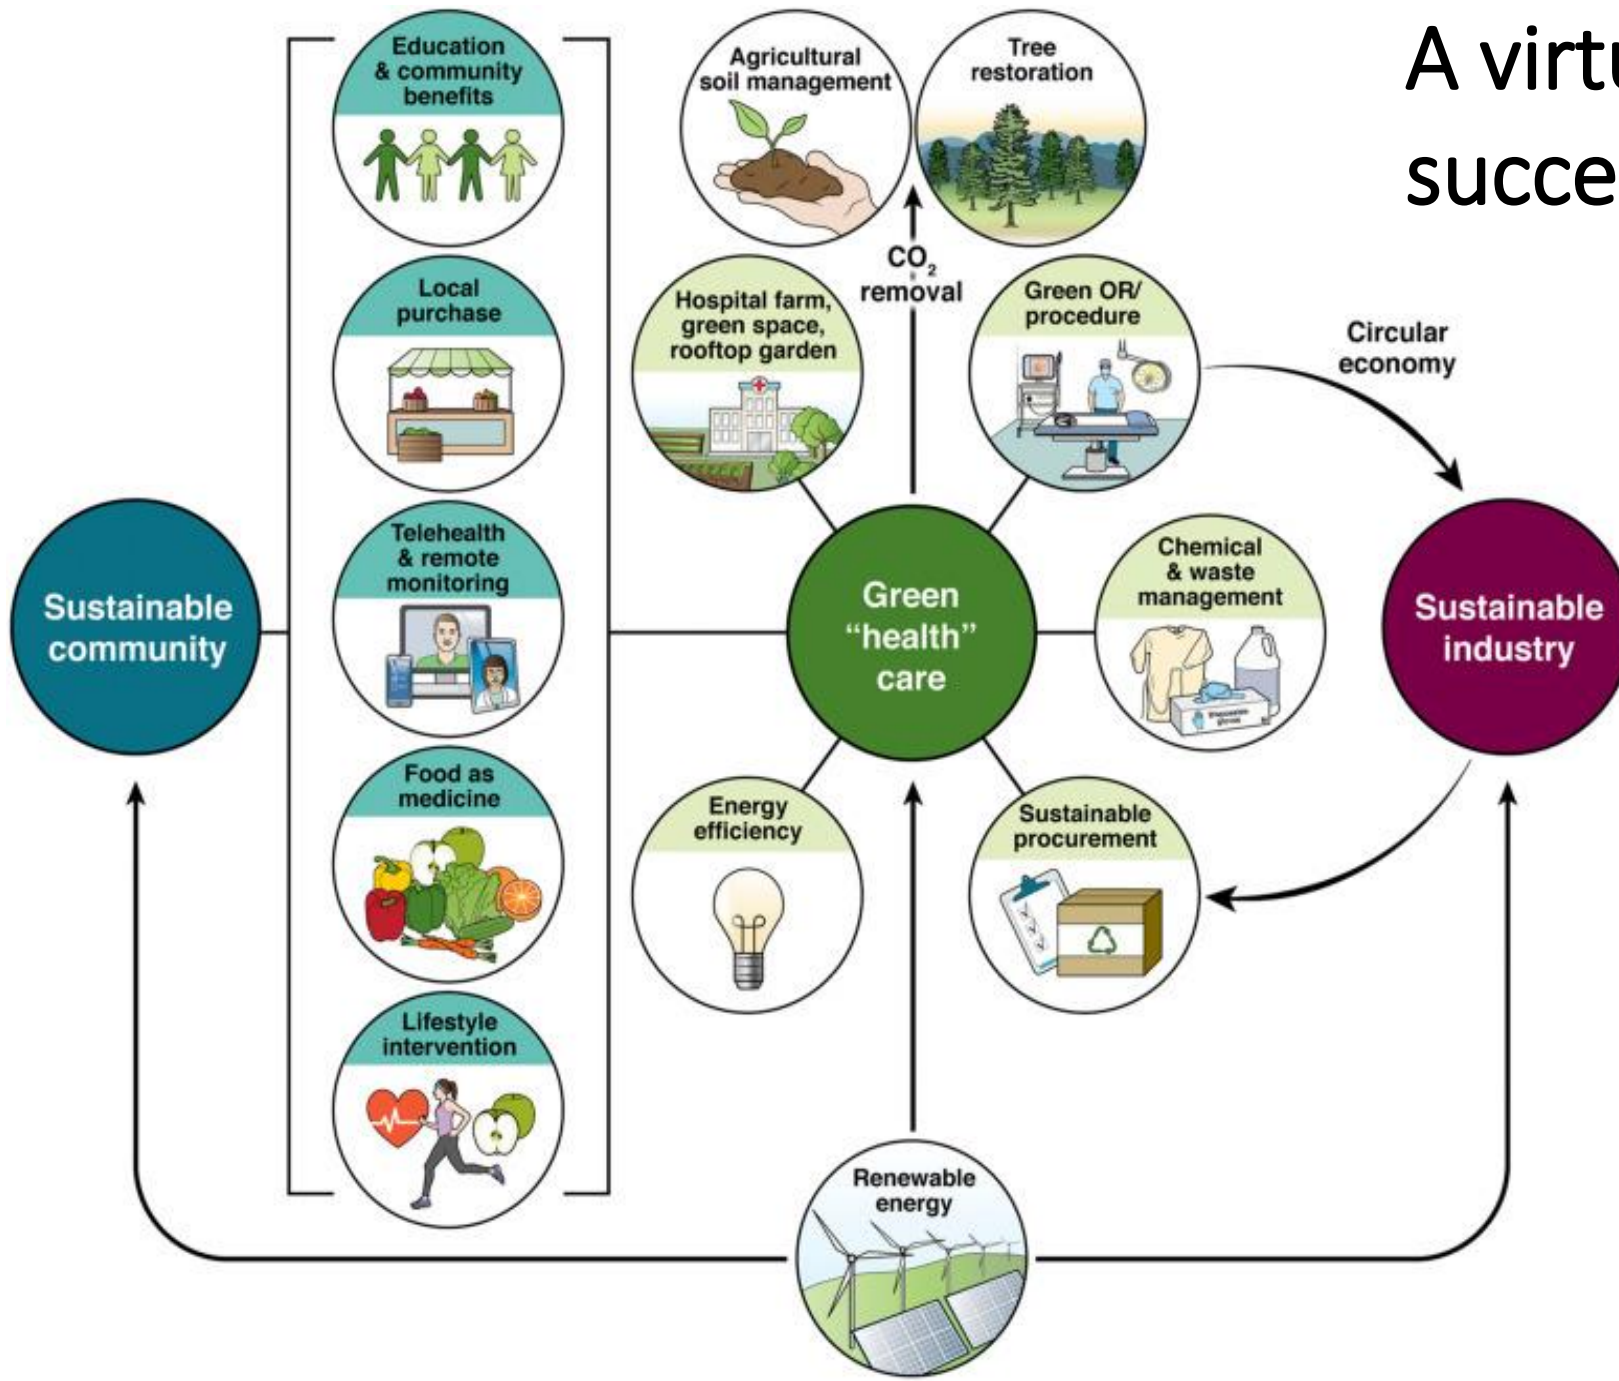 A virtu
succe
Education
& community
benefits
Local
purchase
Telehealth
& remote
monitoring
Food as
medicine
Lifestyle
intervention
Sustainable
community
Agricultural
soil management
Tree
restoration
CO₂
removal
Hospital farm,
green space,
rooftop garden
Green OR/
procedure
Circular
economy
Green
“health”
care
Chemical
& waste
management
Sustainable
industry
Energy
efficiency
Sustainable
procurement
Renewable
energy